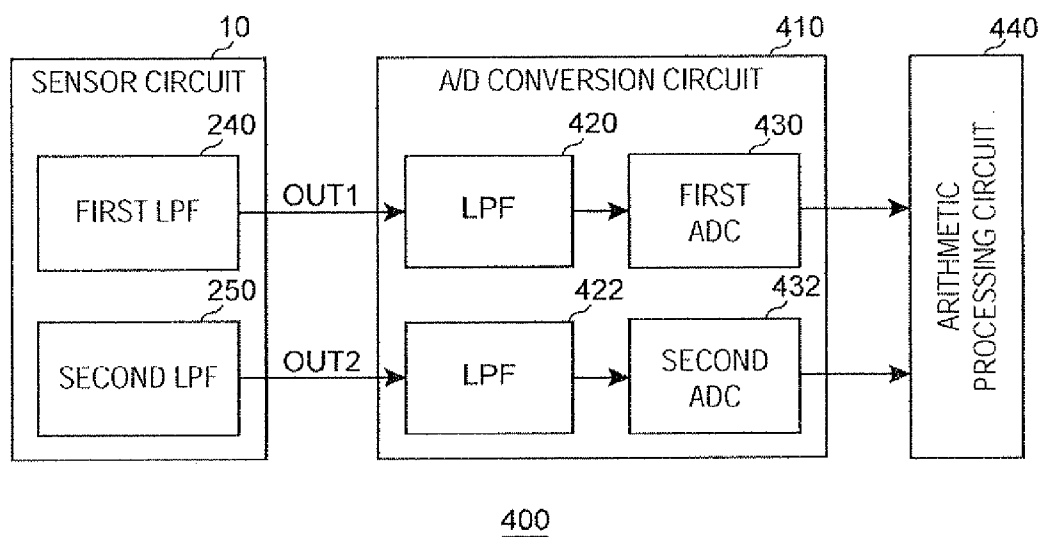 10
410
440
SENSOR CIRCUIT
A/D CONVERSION CIRCUIT
240
420
430
FIRST LPF
OUT1
LPF
FIRST
ADC
250
422
432
SECOND LPF
OUT2
LPF
SECOND
ADC
ARITHMETIC
PROCESSING CIRCUIT
400